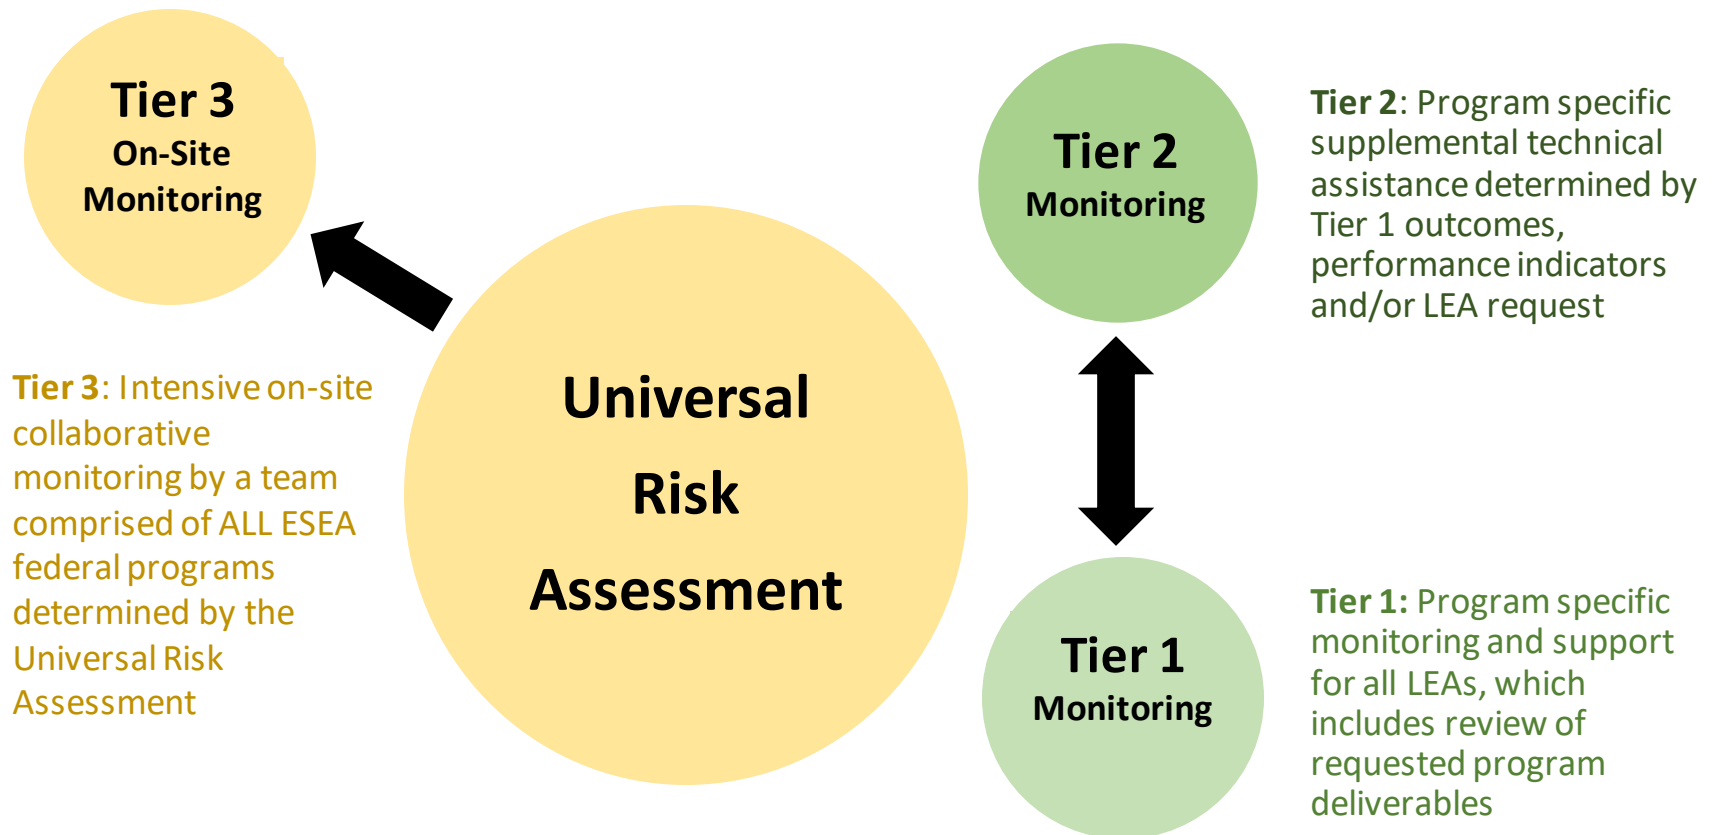 Tier 3
On-Site
Monitoring
Tier 3: Intensive on-site
collaborative
monitoring by a team
comprised of ALL ESEA
federal programs
determined by the
Universal Risk
Assessment
Universal
Risk
Assessment
Tier 2
Monitoring
Tier 2: Program specific
supplemental technical
assistance determined by
Tier 1 outcomes,
performance indicators
and/or LEA request
Tier 1
Monitoring
Tier 1: Program specific
monitoring and support
for all LEAs, which
includes review of
requested program
deliverables